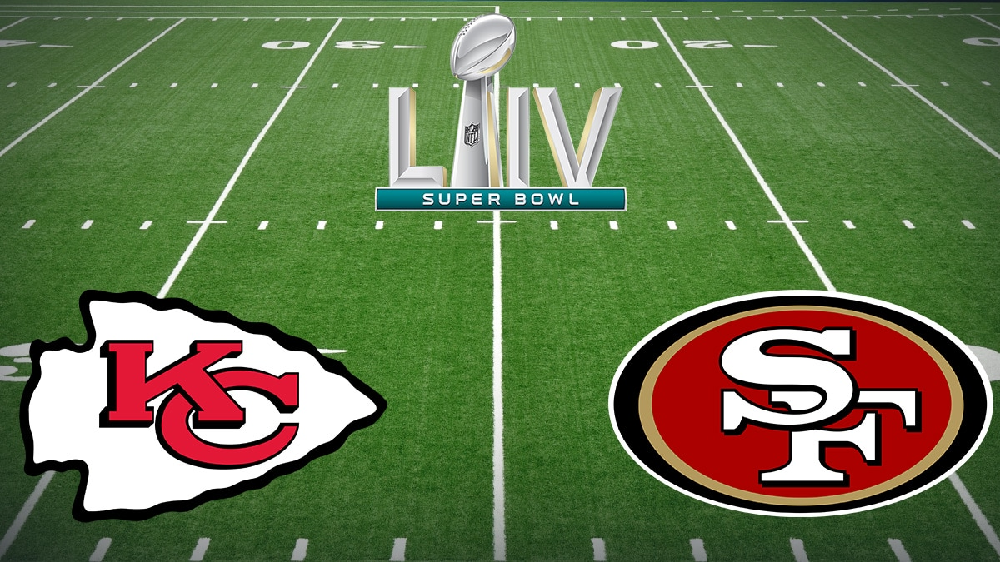 NFL
LIV
SUPER BOWL
KC
SF